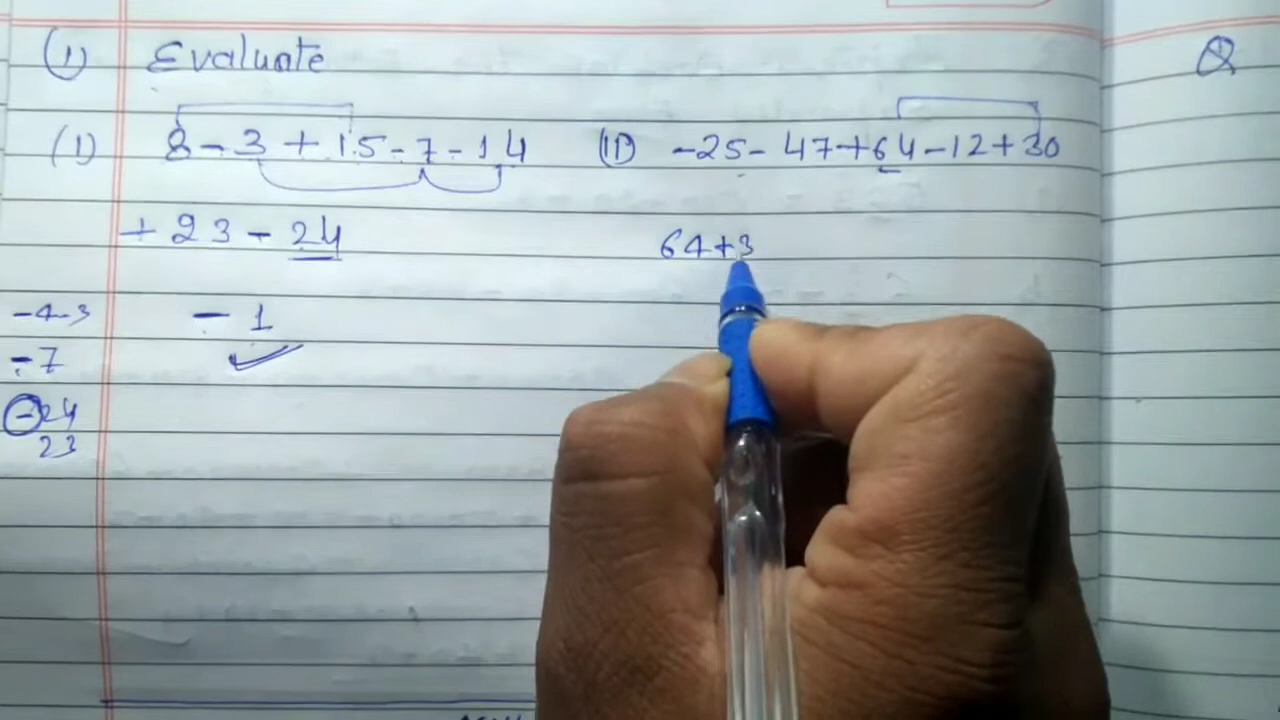 (1) Evaluate
(1) 8 - 3 + 15 - 7 - 14 (II) -25 - 47 + 64 - 12 + 30
+ 23 - 24 64+3
-4-3 - 1
-7
-24
23